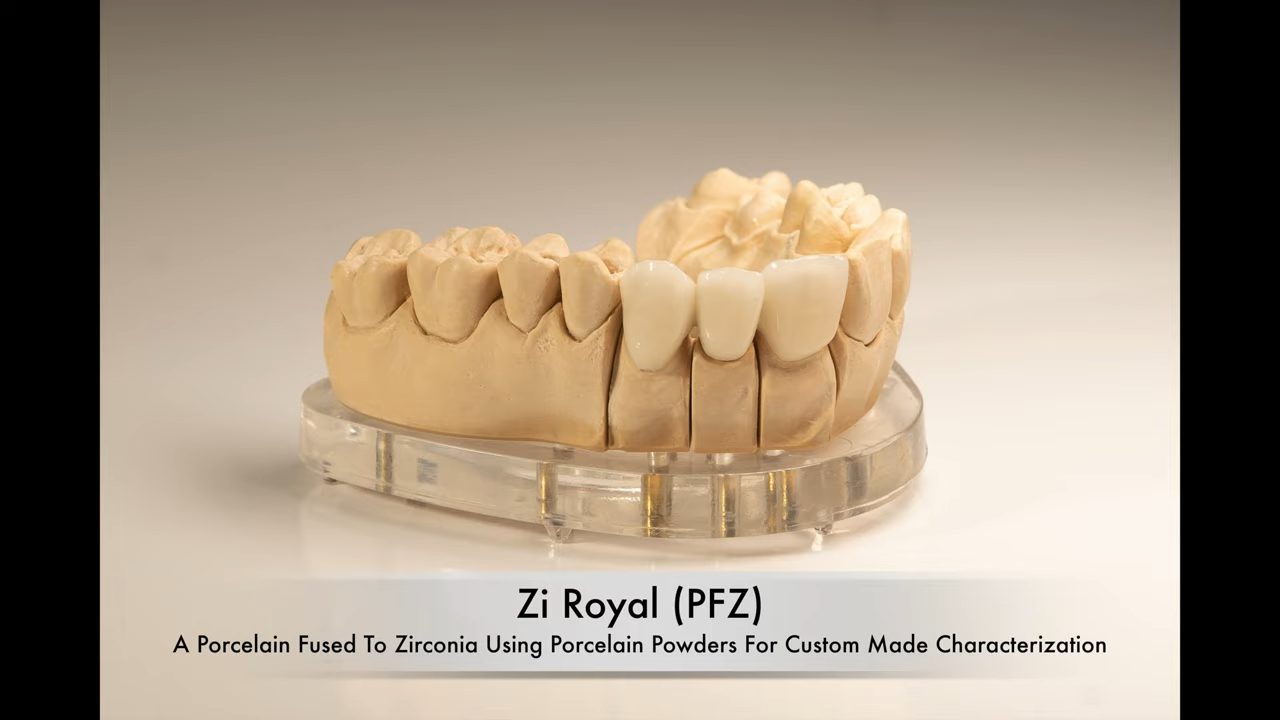 Zi Royal (PFZ)
A Porcelain Fused To Zirconia Using Porcelain Powders For Custom Made Characterization